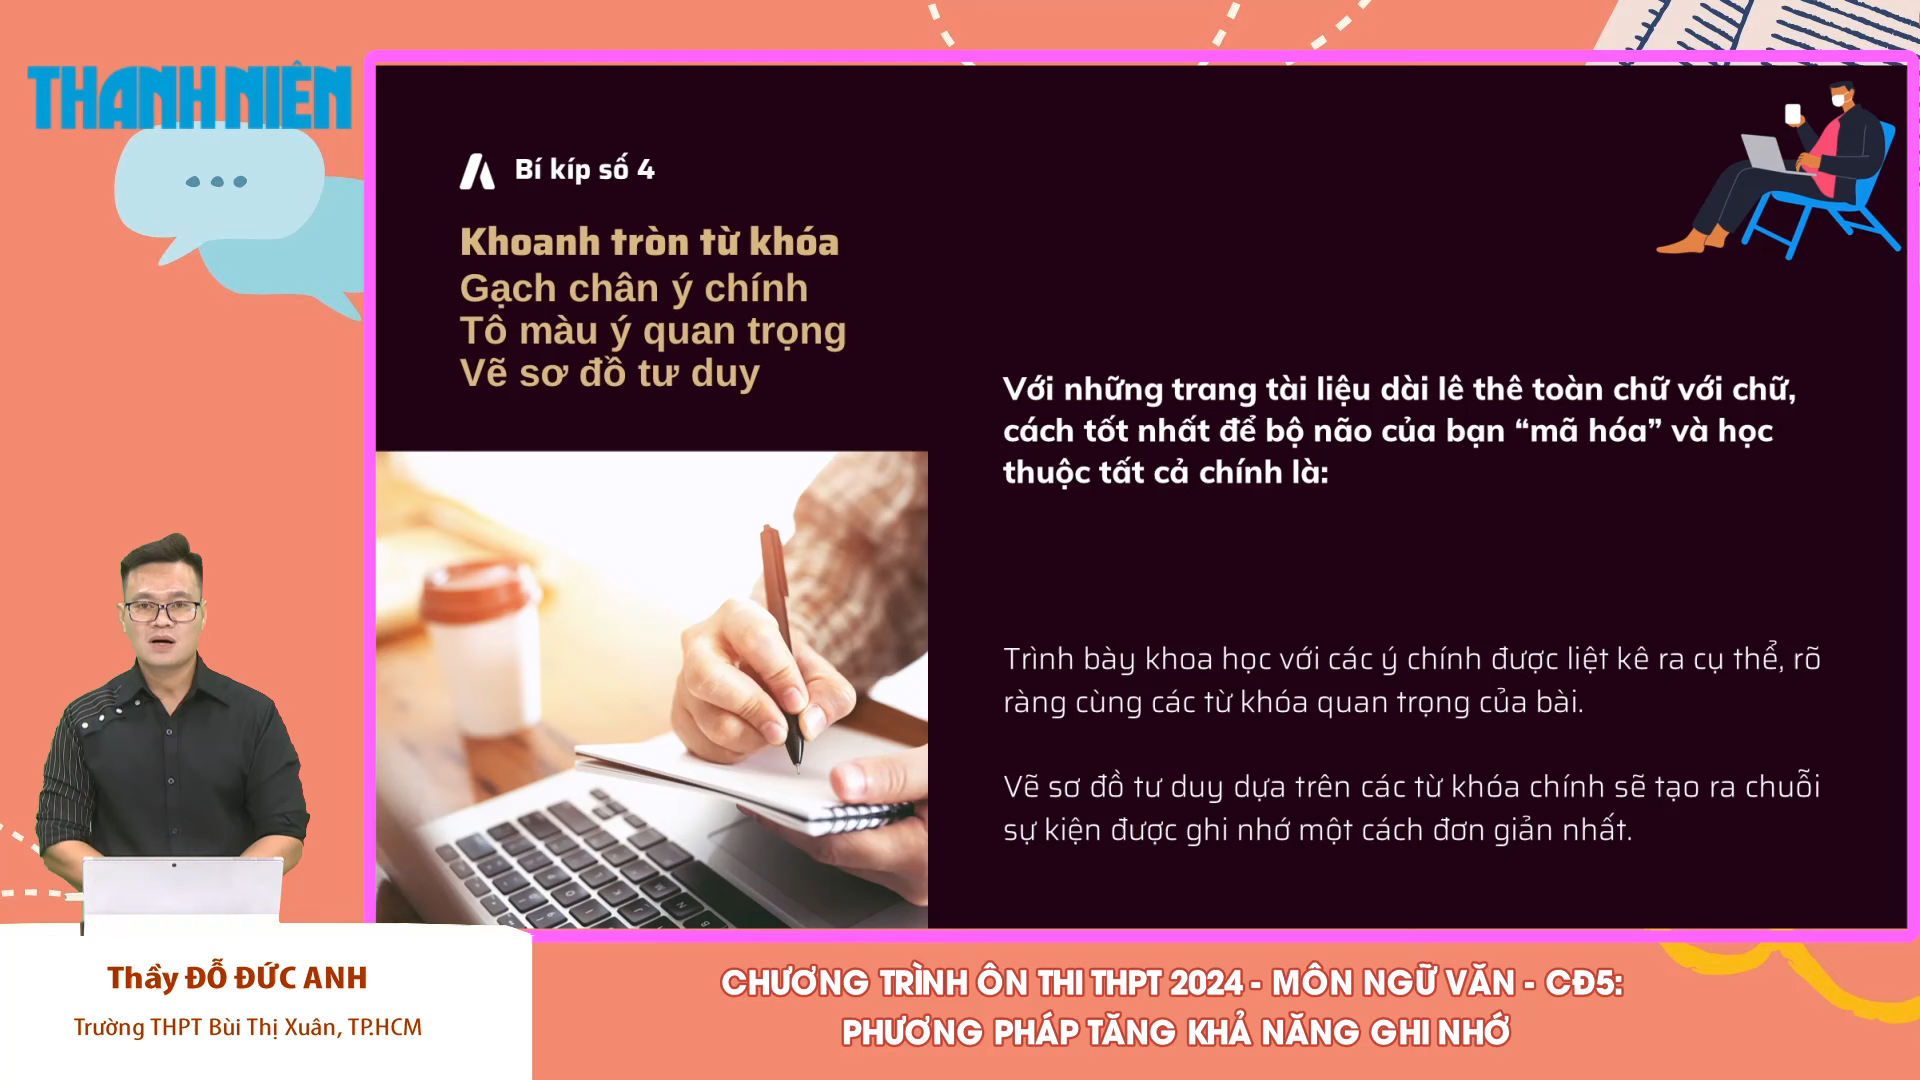 THANH NIÊN
Bí kíp số 4
Khoanh tròn từ khóa
Gạch chân ý chính
Tô màu ý quan trọng
Vẽ sơ đồ tư duy
Với những trang tài liệu dài lê thê toàn chữ với chữ,
cách tốt nhất để bộ não của bạn “mã hóa” và học
thuộc tất cả chính là:
Trình bày khoa học với các ý chính được liệt kê ra cụ thể, rõ
ràng cùng các từ khóa quan trọng của bài.
Vẽ sơ đồ tư duy dựa trên các từ khóa chính sẽ tạo ra chuỗi
sự kiện được ghi nhớ một cách đơn giản nhất.
Thầy ĐỖ ĐỨC ANH
Trường THPT Bùi Thị Xuân, TP.HCM
CHƯƠNG TRÌNH ÔN THI THPT 2024 - MÔN NGỮ VĂN - CĐ5:
PHƯƠNG PHÁP TĂNG KHẢ NĂNG GHI NHỚ